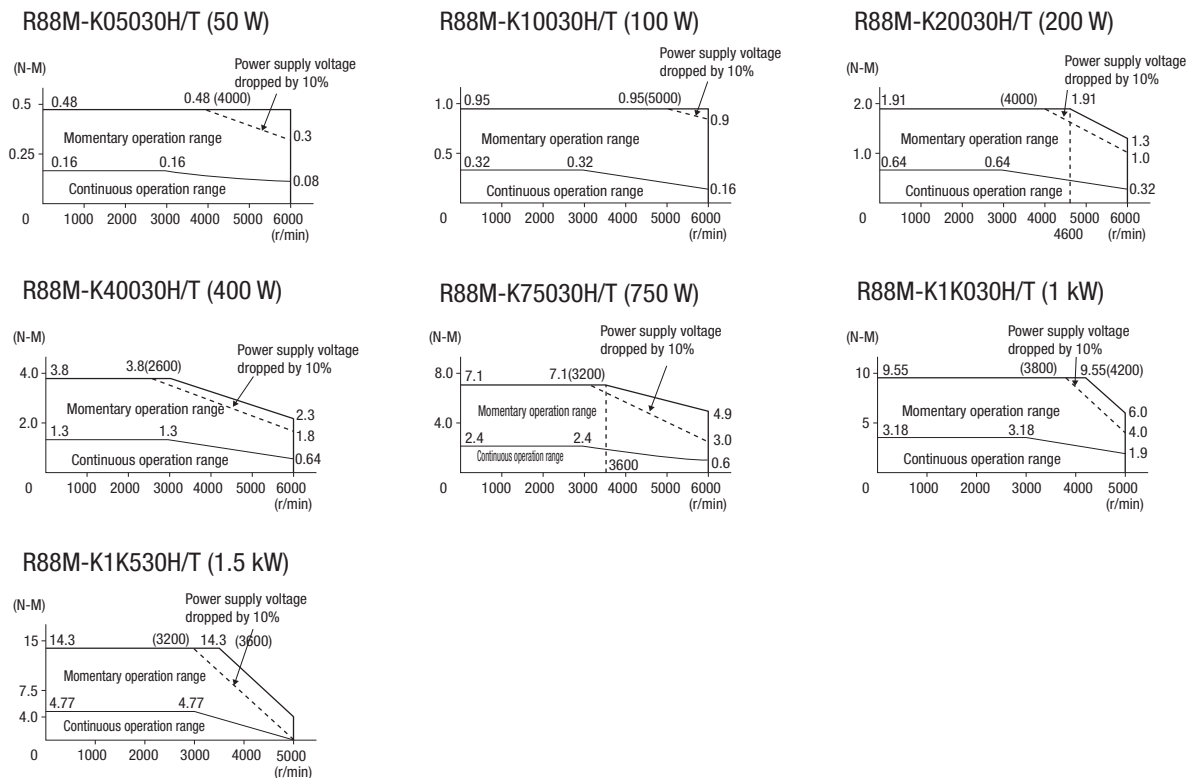 R88M-K05030H/T (50 W)
(N-M)
Power supply voltage
dropped by 10%
0.5
0.48
0.48 (4000)
Momentary operation range
0.3
0.25
0.16
0.16
Continuous operation range
0.08
0
1000 2000 3000 4000 5000 6000
(r/min)
R88M-K10030H/T (100 W)
Power supply voltage
dropped by 10%
(N-M)
1.0
0.95
0.95(5000)
0.9
Momentary operation range
0.5
0.32
0.32
Continuous operation range
0.16
0
1000 2000 3000 4000 5000 6000
(r/min)
R88M-K20030H/T (200 W)
(N-M)
Power supply voltage
dropped by 10%
2.0
1.91
(4000)
1.91
Momentary operation range
1.3
1.0
1.0
0.64
0.64
Continuous operation range
0.32
0
1000 2000 3000 4000 5000 6000
4600
(r/min)
R88M-K40030H/T (400 W)
(N-M)
Power supply voltage
dropped by 10%
4.0
3.8
3.8(2600)
Momentary operation range
2.3
2.0
1.8
1.3
1.3
Continuous operation range
0.64
0
1000 2000 3000 4000 5000 6000
(r/min)
R88M-K75030H/T (750 W)
(N-M)
Power supply voltage
dropped by 10%
8.0
7.1
7.1(3200)
Momentary operation range
4.9
4.0
3.0
2.4
2.4
Continuous operation range
0.6
3600
0
1000 2000 3000 4000 5000 6000
(r/min)
R88M-K1K030H/T (1 kW)
(N-M)
Power supply voltage
dropped by 10%
10
9.55
(3800)
9.55(4200)
Momentary operation range
6.0
5
4.0
3.18
3.18
Continuous operation range
1.9
0
1000 2000 3000 4000 5000
(r/min)
R88M-K1K530H/T (1.5 kW)
(N-M)
Power supply voltage
dropped by 10%
15
14.3
(3200)
14.3
(3600)
Momentary operation range
7.5
4.77
4.77
4.0
Continuous operation range
0
1000 2000 3000 4000 5000
(r/min)